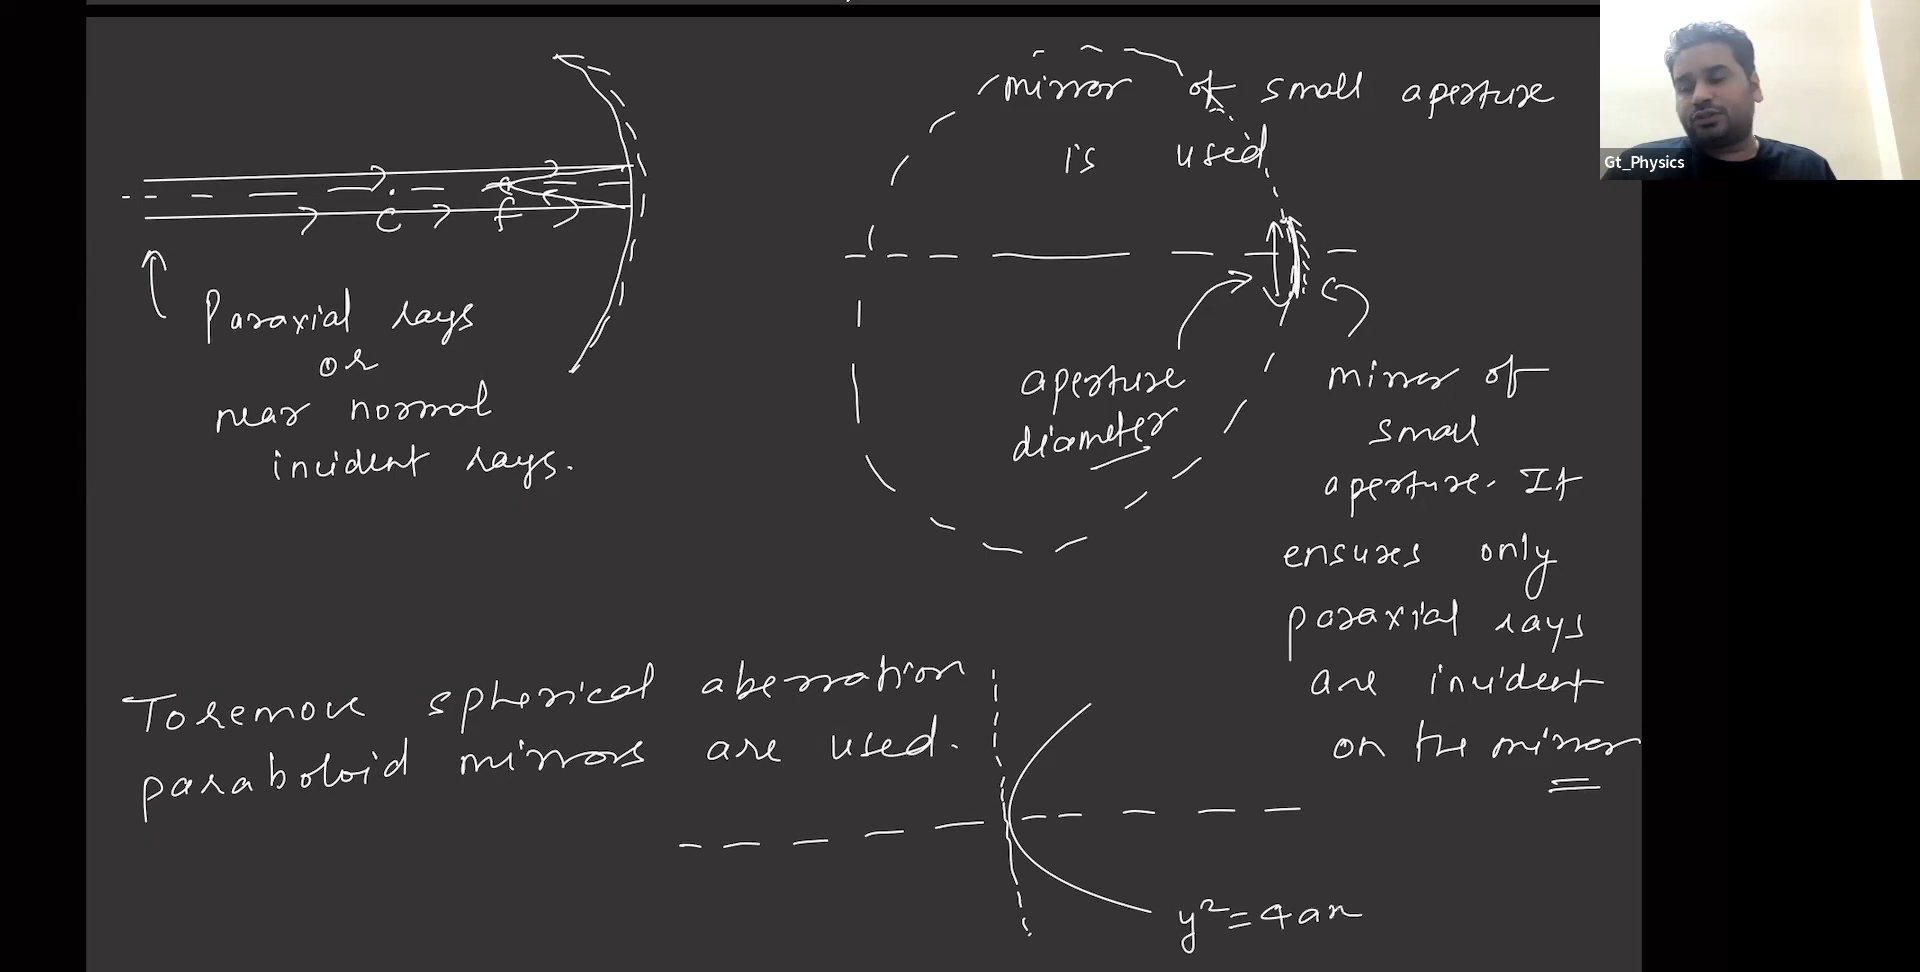 mirror of small aperture
is used
Gt_Physics
C
f
Paraxial rays
or
near normal
incident rays.
aperture
diameter
mirror of
small
aperture. It
ensures only
paraxial rays
are incident
on the mirror
To remove spherical aberration
paraboloid mirrors are used.
y²=4ax